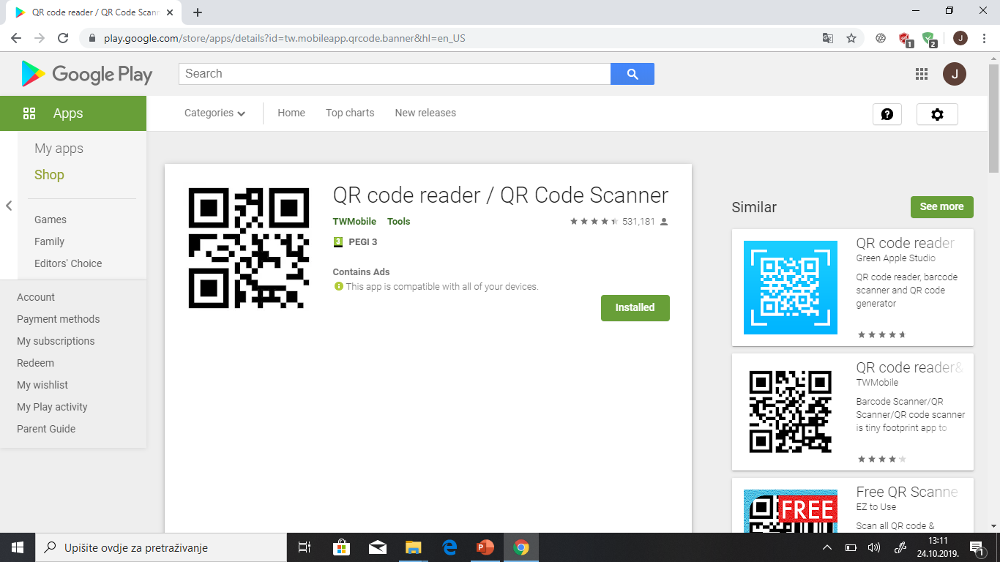 QR code reader / QR Code Scann
play.google.com/store/apps/details?id=tw.mobileapp.qrcode.banner&hl=en_US
1
2
J
Google Play
Search
J
Apps
Categories
Home
Top charts
New releases
My apps
Shop
Games
Family
Editors' Choice
Account
Payment methods
My subscriptions
Redeem
My wishlist
My Play activity
Parent Guide
QR code reader / QR Code Scanner
TWMobile Tools
531,181
3 PEGI 3
Contains Ads
This app is compatible with all of your devices.
Installed
Similar
See more
QR code reader
Green Apple Studio
QR code reader, barcode
scanner and QR code
generator
QR code reader&
TWMobile
Barcode Scanner/QR
Scanner/QR code scanner
is tiny footprint app to
FREE
Free QR Scanne
EZ to Use
Scan all QR code &
Upišite ovdje za pretraživanje
13:11
24.10.2019.
1